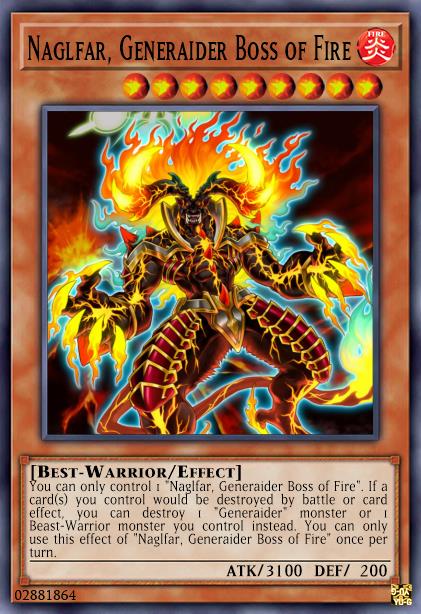 Naglfar, Generaider Boss of Fire
FIRE
炎
[Best-Warrior/Effect]
You can only control 1 "Naglfar, Generaider Boss of Fire". If a
card(s) you control would be destroyed by battle or card
effect, you can destroy 1 "Generaider" monster or 1
Beast-Warrior monster you control instead. You can only
use this effect of "Naglfar, Generaider Boss of Fire" once per
turn.
ATK/3100 DEF/ 200
02881864